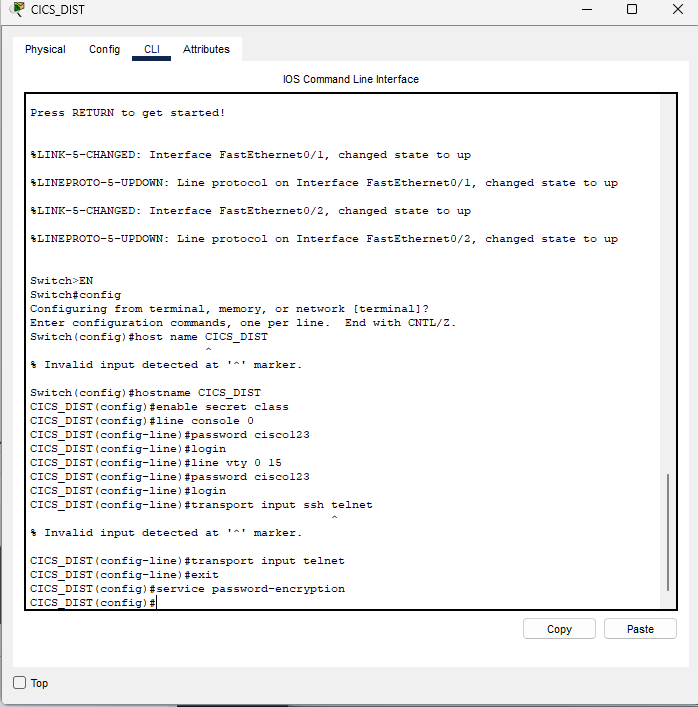 CICS_DIST
Physical Config CLI Attributes
IOS Command Line Interface
Press RETURN to get started!
%LINK-5-CHANGED: Interface FastEthernet0/1, changed state to up
%LINEPROTO-5-UPDOWN: Line protocol on Interface FastEthernet0/1, changed state to up
%LINK-5-CHANGED: Interface FastEthernet0/2, changed state to up
%LINEPROTO-5-UPDOWN: Line protocol on Interface FastEthernet0/2, changed state to up
Switch>EN
Switch#config
Configuring from terminal, memory, or network [terminal]?
Enter configuration commands, one per line.  End with CNTL/Z.
Switch(config)#host name CICS_DIST
^
% Invalid input detected at '^' marker.
Switch(config)#hostname CICS_DIST
CICS_DIST(config)#enable secret class
CICS_DIST(config)#line console 0
CICS_DIST(config-line)#password cisco123
CICS_DIST(config-line)#login
CICS_DIST(config-line)#line vty 0 15
CICS_DIST(config-line)#password cisco123
CICS_DIST(config-line)#login
CICS_DIST(config-line)#transport input ssh telnet
^
% Invalid input detected at '^' marker.
CICS_DIST(config-line)#transport input telnet
CICS_DIST(config-line)#exit
CICS_DIST(config)#service password-encryption
CICS_DIST(config)#
Copy Paste
Top